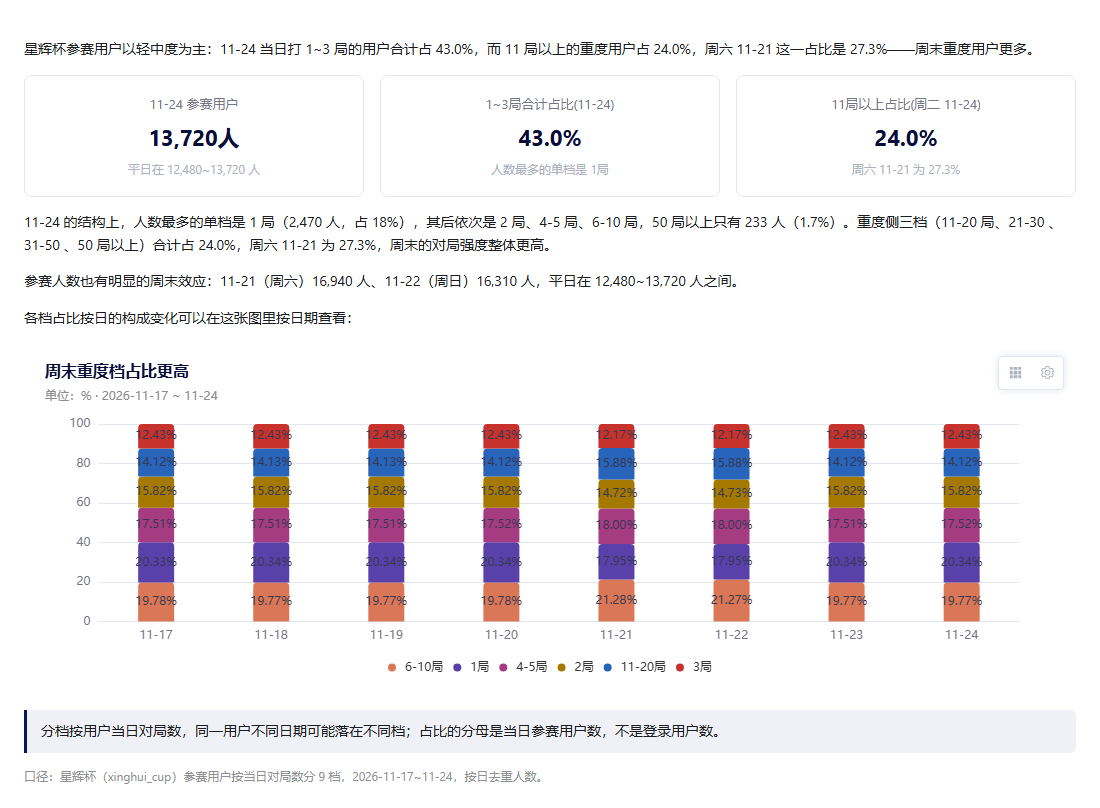 星辉杯参赛用户以轻中度为主：11-24 当日打 1~3 局的用户合计占 43.0%，而 11 局以上的重度用户占 24.0%，周六 11-21 这一占比是 27.3%——周末重度用户更多。
11-24 参赛用户
13,720人
平日在 12,480~13,720 人
1~3局合计占比(11-24)
43.0%
人数最多的单档是 1局
11局以上占比(周二 11-24)
24.0%
周六 11-21 为 27.3%
11-24 的结构上，人数最多的单档是 1 局（2,470 人，占 18%），其后依次是 2 局、4-5 局、6-10 局，50 局以上只有 233 人（1.7%）。重度侧三档（11-20 局、21-30 、
31-50 、50 局以上）合计占 24.0%，周六 11-21 为 27.3%，周末的对局强度整体更高。
参赛人数也有明显的周末效应：11-21（周六）16,940 人、11-22（周日）16,310 人，平日在 12,480~13,720 人之间。
各档占比按日的构成变化可以在这张图里按日期查看：
周末重度档占比更高
单位：% · 2026-11-17 ~ 11-24
100
12.43% 12.43% 12.43% 12.43% 12.17% 12.17% 12.43% 12.43%
80
14.12% 14.13% 14.13% 14.12% 15.88% 15.88% 14.12% 14.12%
15.82% 15.82% 15.82% 15.82% 14.72% 14.73% 15.82% 15.82%
60
17.51% 17.51% 17.51% 17.52% 18.00% 18.00% 17.51% 17.52%
40
20.33% 20.34% 20.34% 20.34% 17.95% 17.95% 20.34% 20.34%
20
19.78% 19.77% 19.77% 19.78% 21.28% 21.27% 19.77% 19.77%
0
11-17 11-18 11-19 11-20 11-21 11-22 11-23 11-24
6-10局 1局 4-5局 2局 11-20局 3局
分档按用户当日对局数，同一用户不同日期可能落在不同档；占比的分母是当日参赛用户数，不是登录用户数。
口径：星辉杯（xinghui_cup）参赛用户按当日对局数分 9 档，2026-11-17~11-24，按日去重人数。